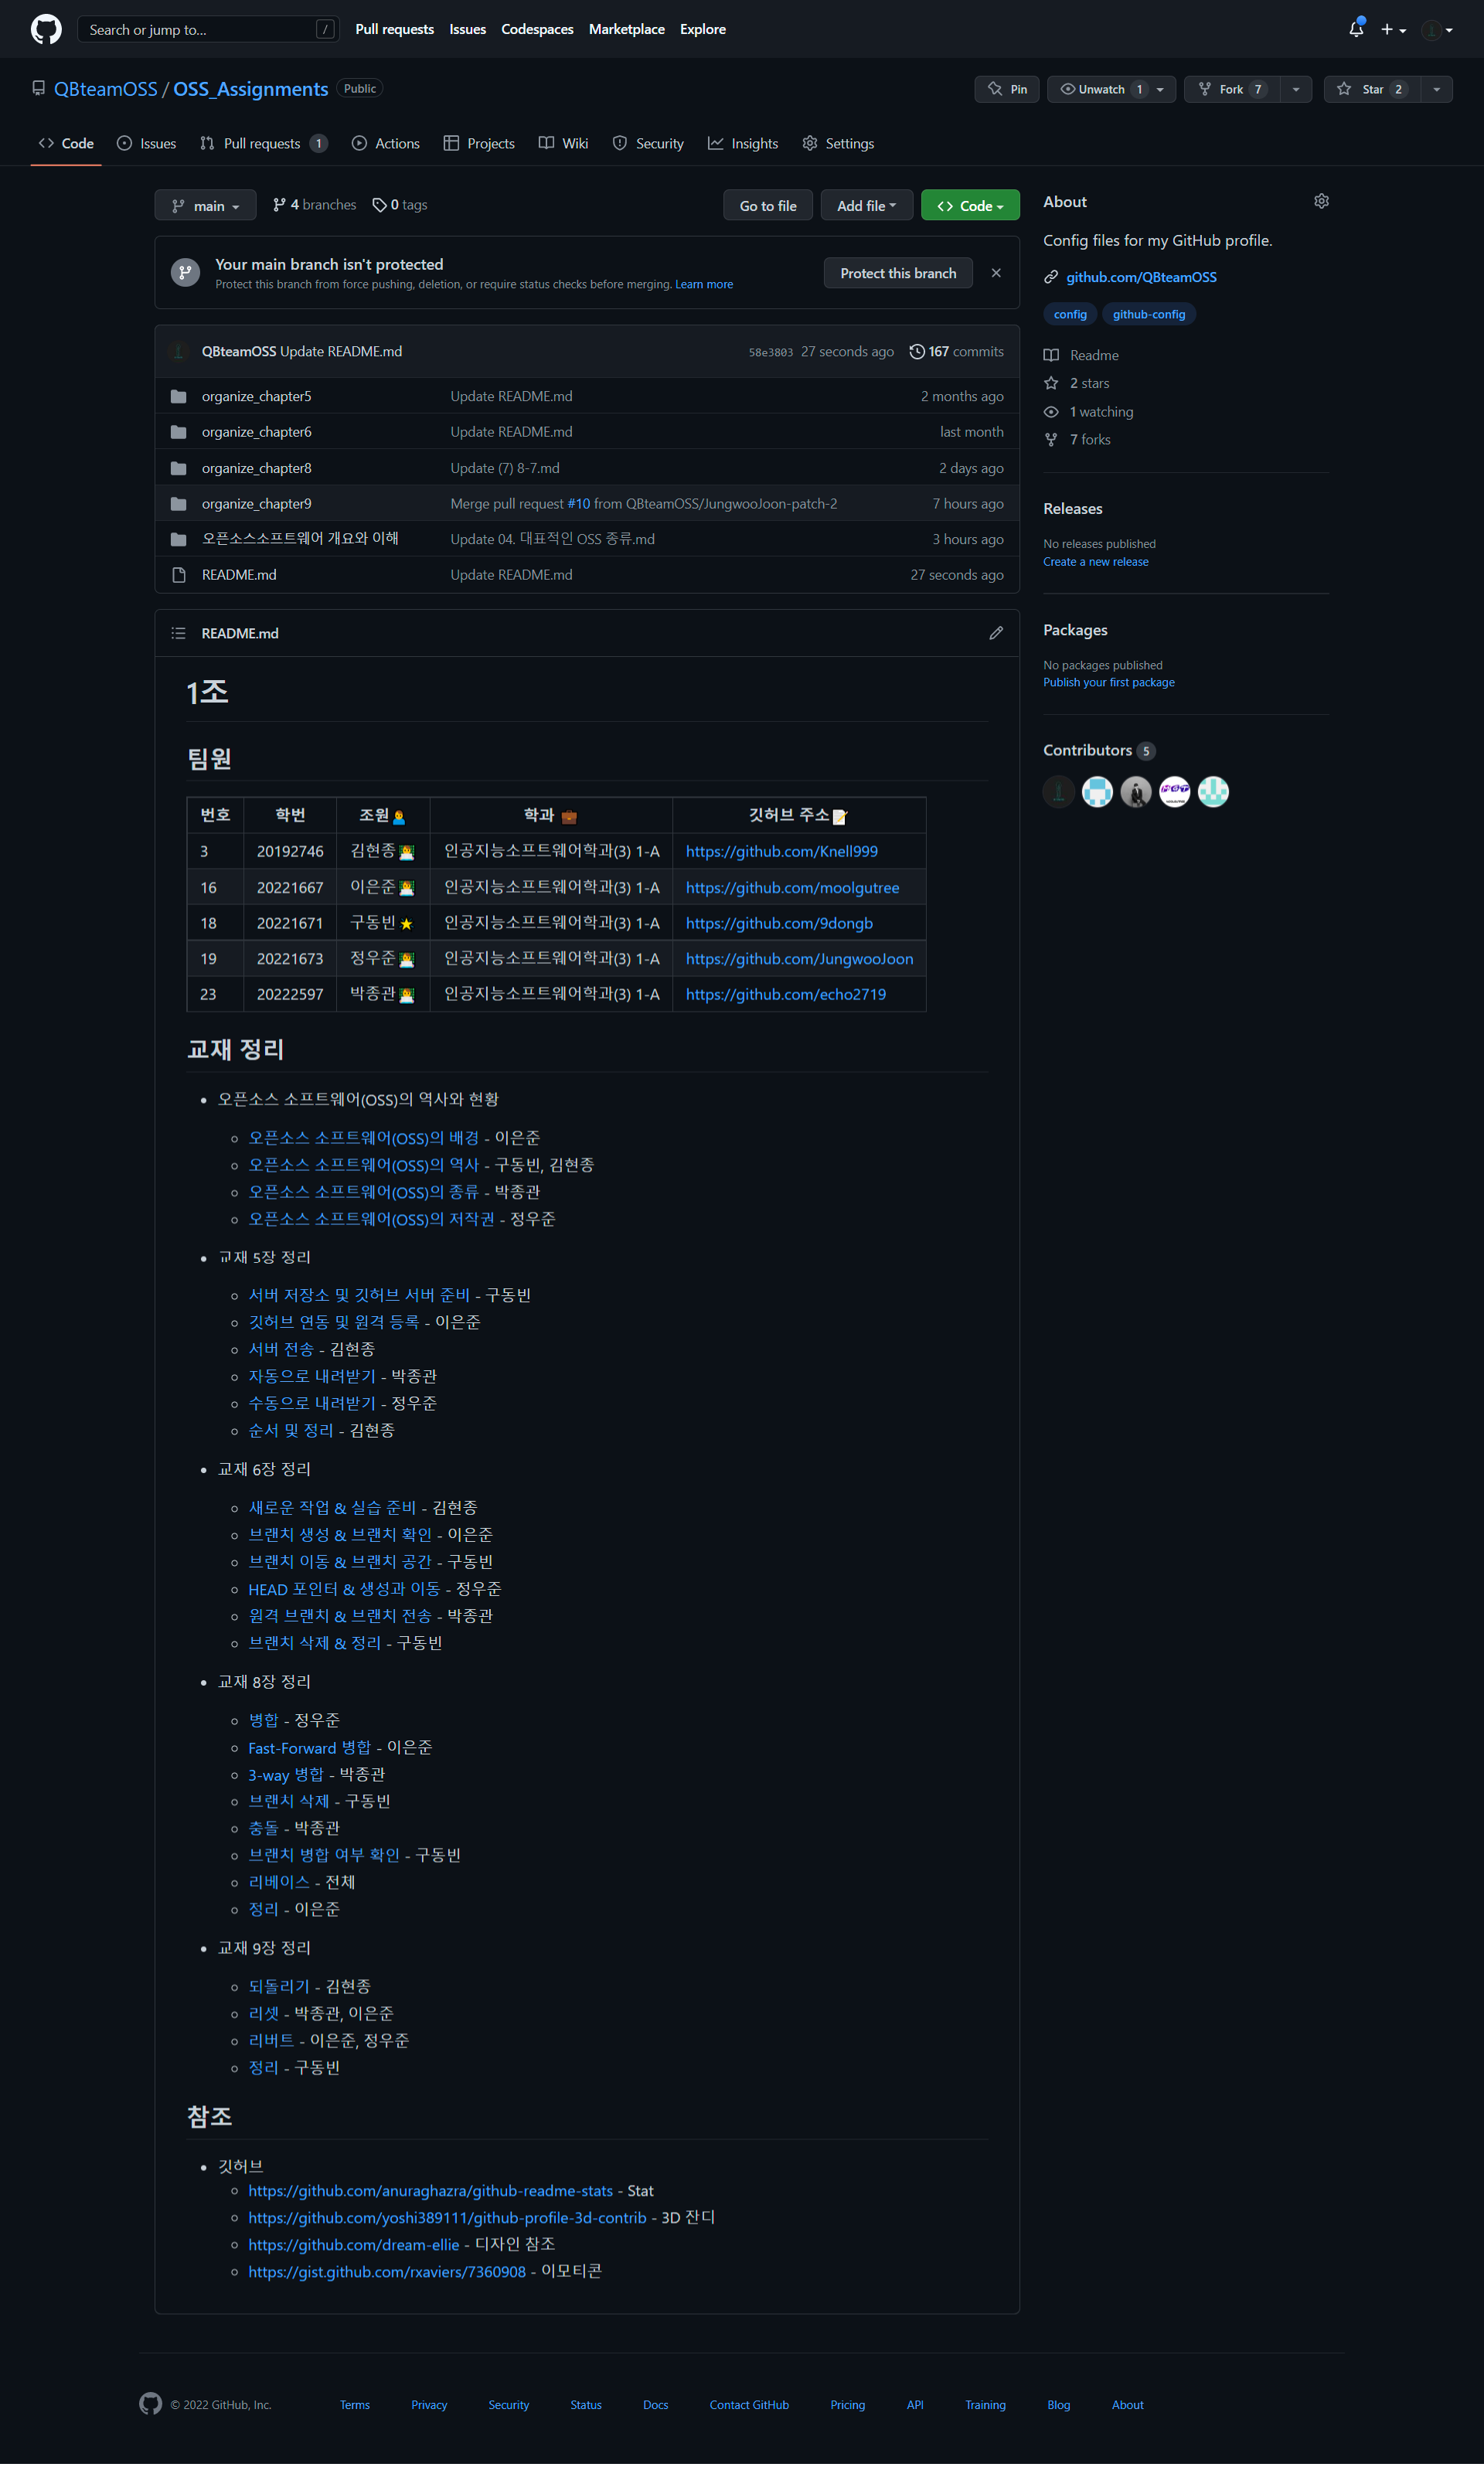 Search or jump to... /
Pull requests Issues Codespaces Marketplace Explore
QBteamOSS / OSS_Assignments Public
Pin Unwatch 1 Fork 7 Star 2
Code Issues Pull requests 1 Actions Projects Wiki Security Insights Settings
main 4 branches 0 tags Go to file Add file Code
Your main branch isn't protected
Protect this branch from force pushing, deletion, or require status checks before merging. Learn more
Protect this branch
QBteamOSS Update README.md 58e3803 27 seconds ago 167 commits
organize_chapter5 Update README.md 2 months ago
organize_chapter6 Update README.md last month
organize_chapter8 Update (7) 8-7.md 2 days ago
organize_chapter9 Merge pull request #10 from QBteamOSS/JungwooJoon-patch-2 7 hours ago
오픈소스소프트웨어 개요와 이해 Update 04. 대표적인 OSS 종류.md 3 hours ago
README.md Update README.md 27 seconds ago
README.md
1조
팀원
번호 학번 조원 학과 깃허브 주소
3 20192746 김현종 인공지능소프트웨어학과(3) 1-A https://github.com/Knell999
16 20221667 이은준 인공지능소프트웨어학과(3) 1-A https://github.com/moolgutree
18 20221671 구동빈 인공지능소프트웨어학과(3) 1-A https://github.com/9dongb
19 20221673 정우준 인공지능소프트웨어학과(3) 1-A https://github.com/JungwooJoon
23 20222597 박종관 인공지능소프트웨어학과(3) 1-A https://github.com/echo2719
교재 정리
오픈소스 소프트웨어(OSS)의 역사와 현황
오픈소스 소프트웨어(OSS)의 배경 - 이은준
오픈소스 소프트웨어(OSS)의 역사 - 구동빈, 김현종
오픈소스 소프트웨어(OSS)의 종류 - 박종관
오픈소스 소프트웨어(OSS)의 저작권 - 정우준
교재 5장 정리
서버 저장소 및 깃허브 서버 준비 - 구동빈
깃허브 연동 및 원격 등록 - 이은준
서버 전송 - 김현종
자동으로 내려받기 - 박종관
수동으로 내려받기 - 정우준
순서 및 정리 - 김현종
교재 6장 정리
새로운 작업 & 실습 준비 - 김현종
브랜치 생성 & 브랜치 확인 - 이은준
브랜치 이동 & 브랜치 공간 - 구동빈
HEAD 포인터 & 생성과 이동 - 정우준
원격 브랜치 & 브랜치 전송 - 박종관
브랜치 삭제 & 정리 - 구동빈
교재 8장 정리
병합 - 정우준
Fast-Forward 병합 - 이은준
3-way 병합 - 박종관
브랜치 삭제 - 구동빈
충돌 - 박종관
브랜치 병합 여부 확인 - 구동빈
리베이스 - 전체
정리 - 이은준
교재 9장 정리
되돌리기 - 김현종
리셋 - 박종관, 이은준
리버트 - 이은준, 정우준
정리 - 구동빈
참조
깃허브
https://github.com/anuraghazra/github-readme-stats - Stat
https://github.com/yoshi389111/github-profile-3d-contrib - 3D 잔디
https://github.com/dream-ellie - 디자인 참조
https://gist.github.com/rxaviers/7360908 - 이모티콘
About
Config files for my GitHub profile.
github.com/QBteamOSS
config github-config
Readme
2 stars
1 watching
7 forks
Releases
No releases published
Create a new release
Packages
No packages published
Publish your first package
Contributors 5
© 2022 GitHub, Inc. Terms Privacy Security Status Docs Contact GitHub Pricing API Training Blog About